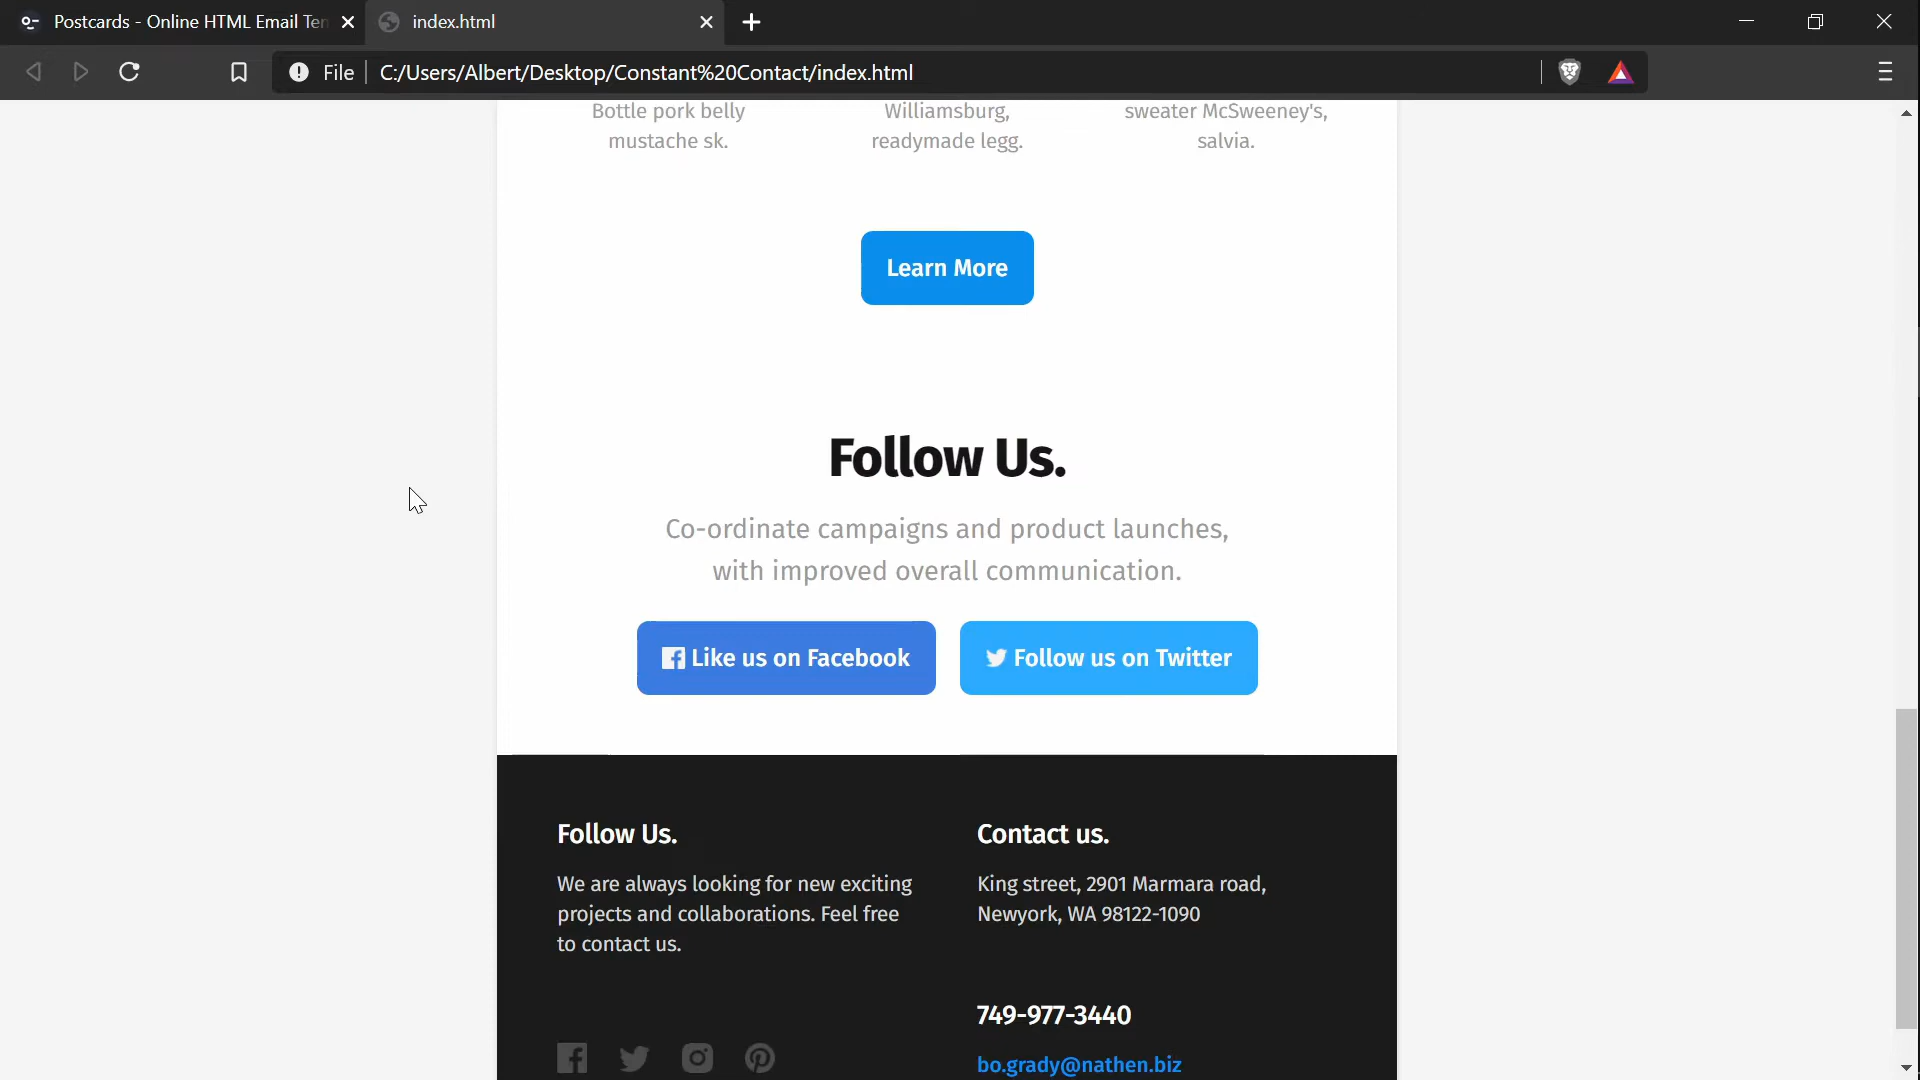 Postcards - Online HTML Email Ten
index.html
File
C:/Users/Albert/Desktop/Constant%20Contact/index.html
Bottle pork belly
mustache sk.
Williamsburg,
readymade legg.
sweater McSweeney's,
salvia.
Learn More
Follow Us.
Co-ordinate campaigns and product launches,
with improved overall communication.
Like us on Facebook
Follow us on Twitter
Follow Us.
We are always looking for new exciting
projects and collaborations. Feel free
to contact us.
Contact us.
King street, 2901 Marmara road,
Newyork, WA 98122-1090
749-977-3440
bo.grady@nathen.biz